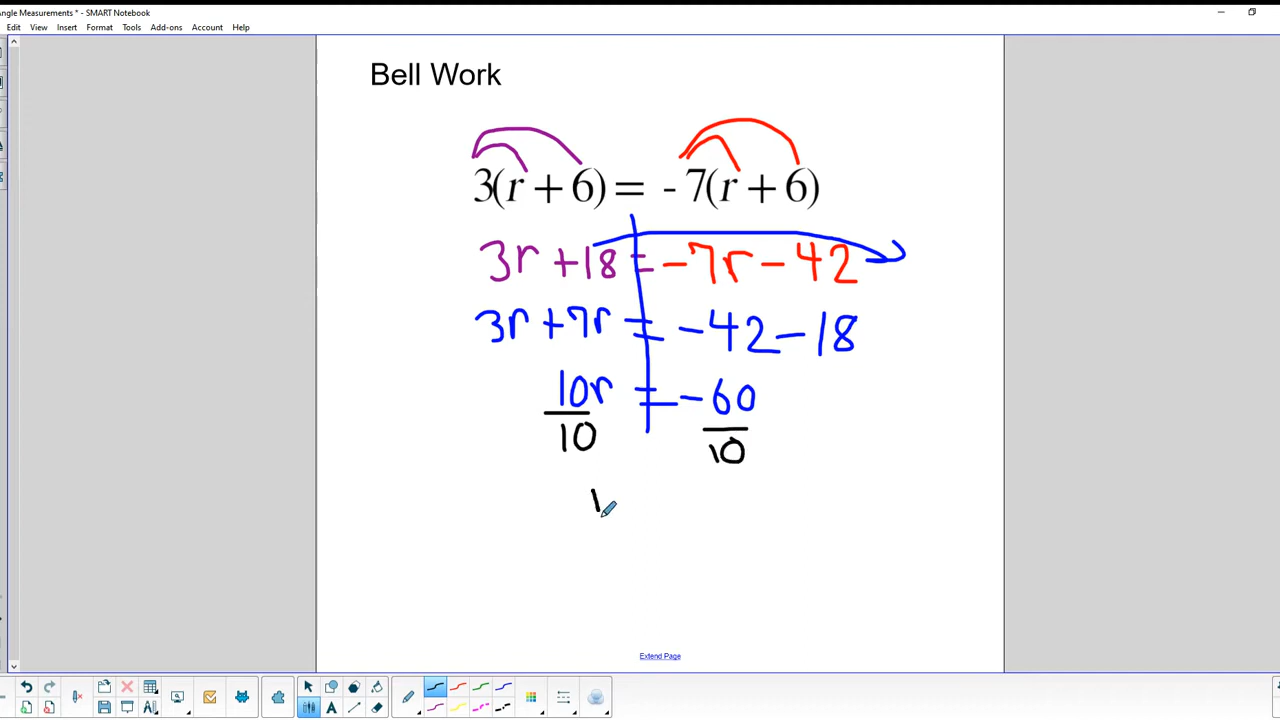 Angle Measurements * - SMART Notebook
Edit View Insert Format Tools Add-ons Account Help
Bell Work
3(r + 6) = -7(r + 6)
3r + 18 = -7r - 42
3r + 7r = -42 - 18
10r = -60
10 10
Extend Page